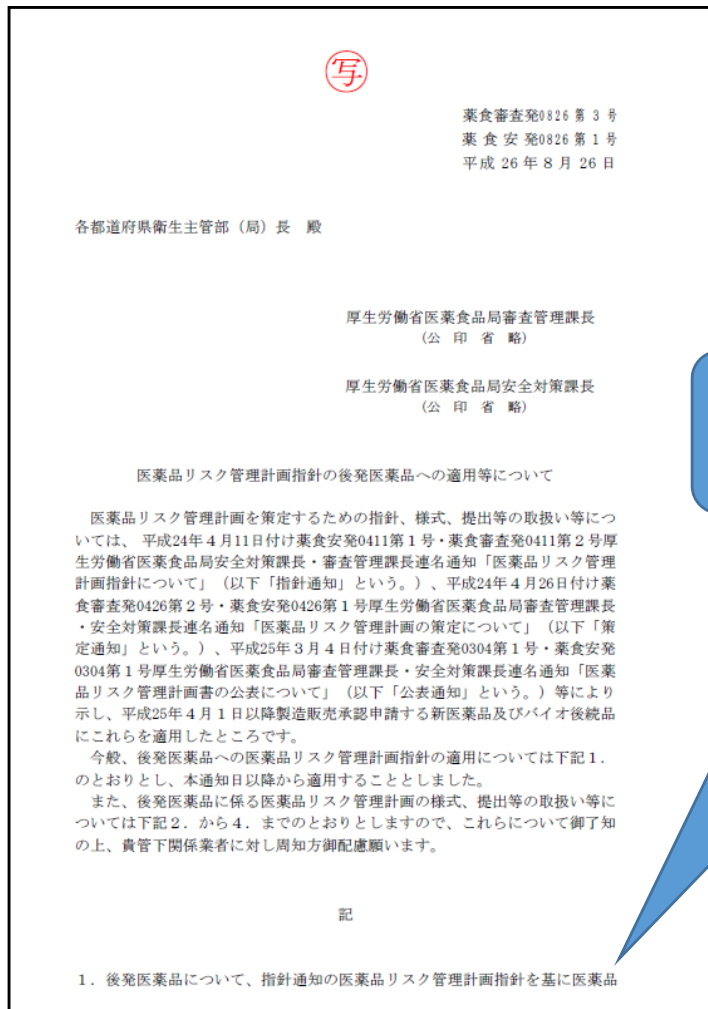 写
薬食審査発0826第3号
薬食安発0826第1号
平成26年8月26日
各都道府県衛生主管部（局）長　殿
厚生労働省医薬食品局審査管理課長
（公　印　省　略）
厚生労働省医薬食品局安全対策課長
（公　印　省　略）
医薬品リスク管理計画指針の後発医薬品への適用等について
医薬品リスク管理計画を策定するための指針、様式、提出等の取扱い等につ
いては、平成24年4月11日付け薬食安発0411第1号・薬食審査発0411第2号厚
生労働省医薬食品局安全対策課長・審査管理課長連名通知「医薬品リスク管理
計画指針について」（以下「指針通知」という。）、平成24年4月26日付け薬
食審査発0426第2号・薬食安発0426第1号厚生労働省医薬食品局審査管理課長
・安全対策課長連名通知「医薬品リスク管理計画の策定について」（以下「策
定通知」という。）、平成25年3月4日付け薬食審査発0304第1号・薬食安発
0304第1号厚生労働省医薬食品局審査管理課長・安全対策課長連名通知「医薬
品リスク管理計画書の公表について」（以下「公表通知」という。）等により
示し、平成25年4月1日以降製造販売承認申請する新医薬品及びバイオ後続品
にこれらを適用したところです。
今般、後発医薬品への医薬品リスク管理計画指針の適用については下記1．
のとおりとし、本通知日以降から適用することとしました。
また、後発医薬品に係る医薬品リスク管理計画の様式、提出等の取扱い等に
ついては下記2．から4．までのとおりとしますので、これらについて御了知
の上、貴管下関係業者に対し周知方御配慮願います。
記
1．後発医薬品について、指針通知の医薬品リスク管理計画指針を基に医薬品